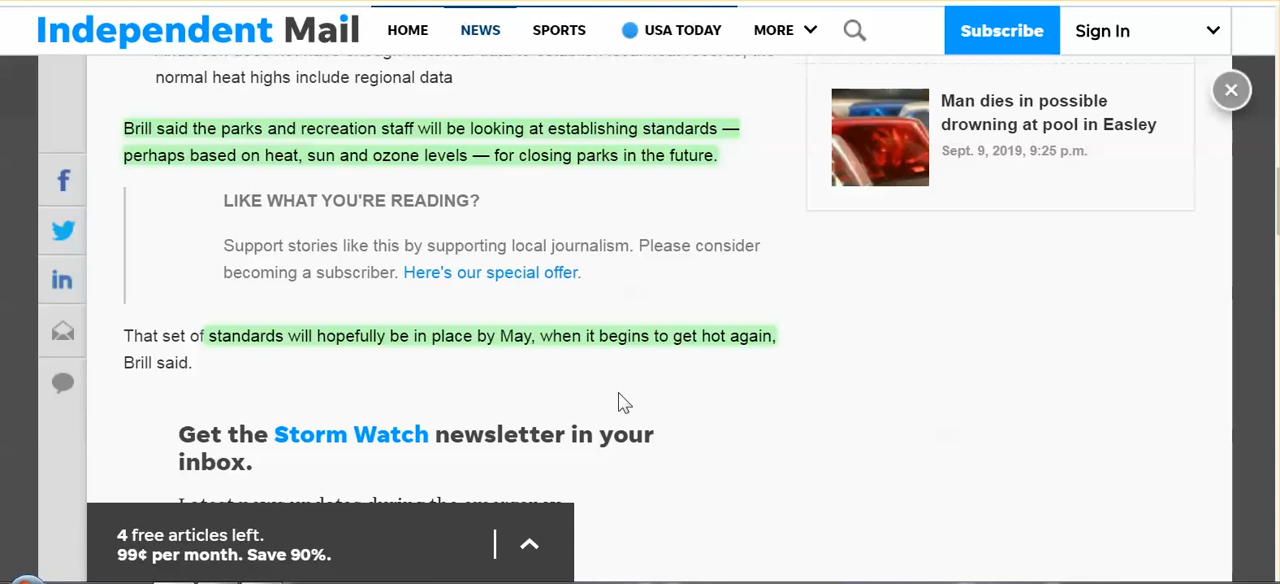 Independent Mail HOME NEWS SPORTS USA TODAY MORE Subscribe Sign In
normal heat highs include regional data
Brill said the parks and recreation staff will be looking at establishing standards —
perhaps based on heat, sun and ozone levels — for closing parks in the future.
LIKE WHAT YOU'RE READING?
Support stories like this by supporting local journalism. Please consider
becoming a subscriber. Here's our special offer.
That set of standards will hopefully be in place by May, when it begins to get hot again,
Brill said.
Get the Storm Watch newsletter in your
inbox.
4 free articles left.
99¢ per month. Save 90%.
Man dies in possible
drowning at pool in Easley
Sept. 9, 2019, 9:25 p.m.